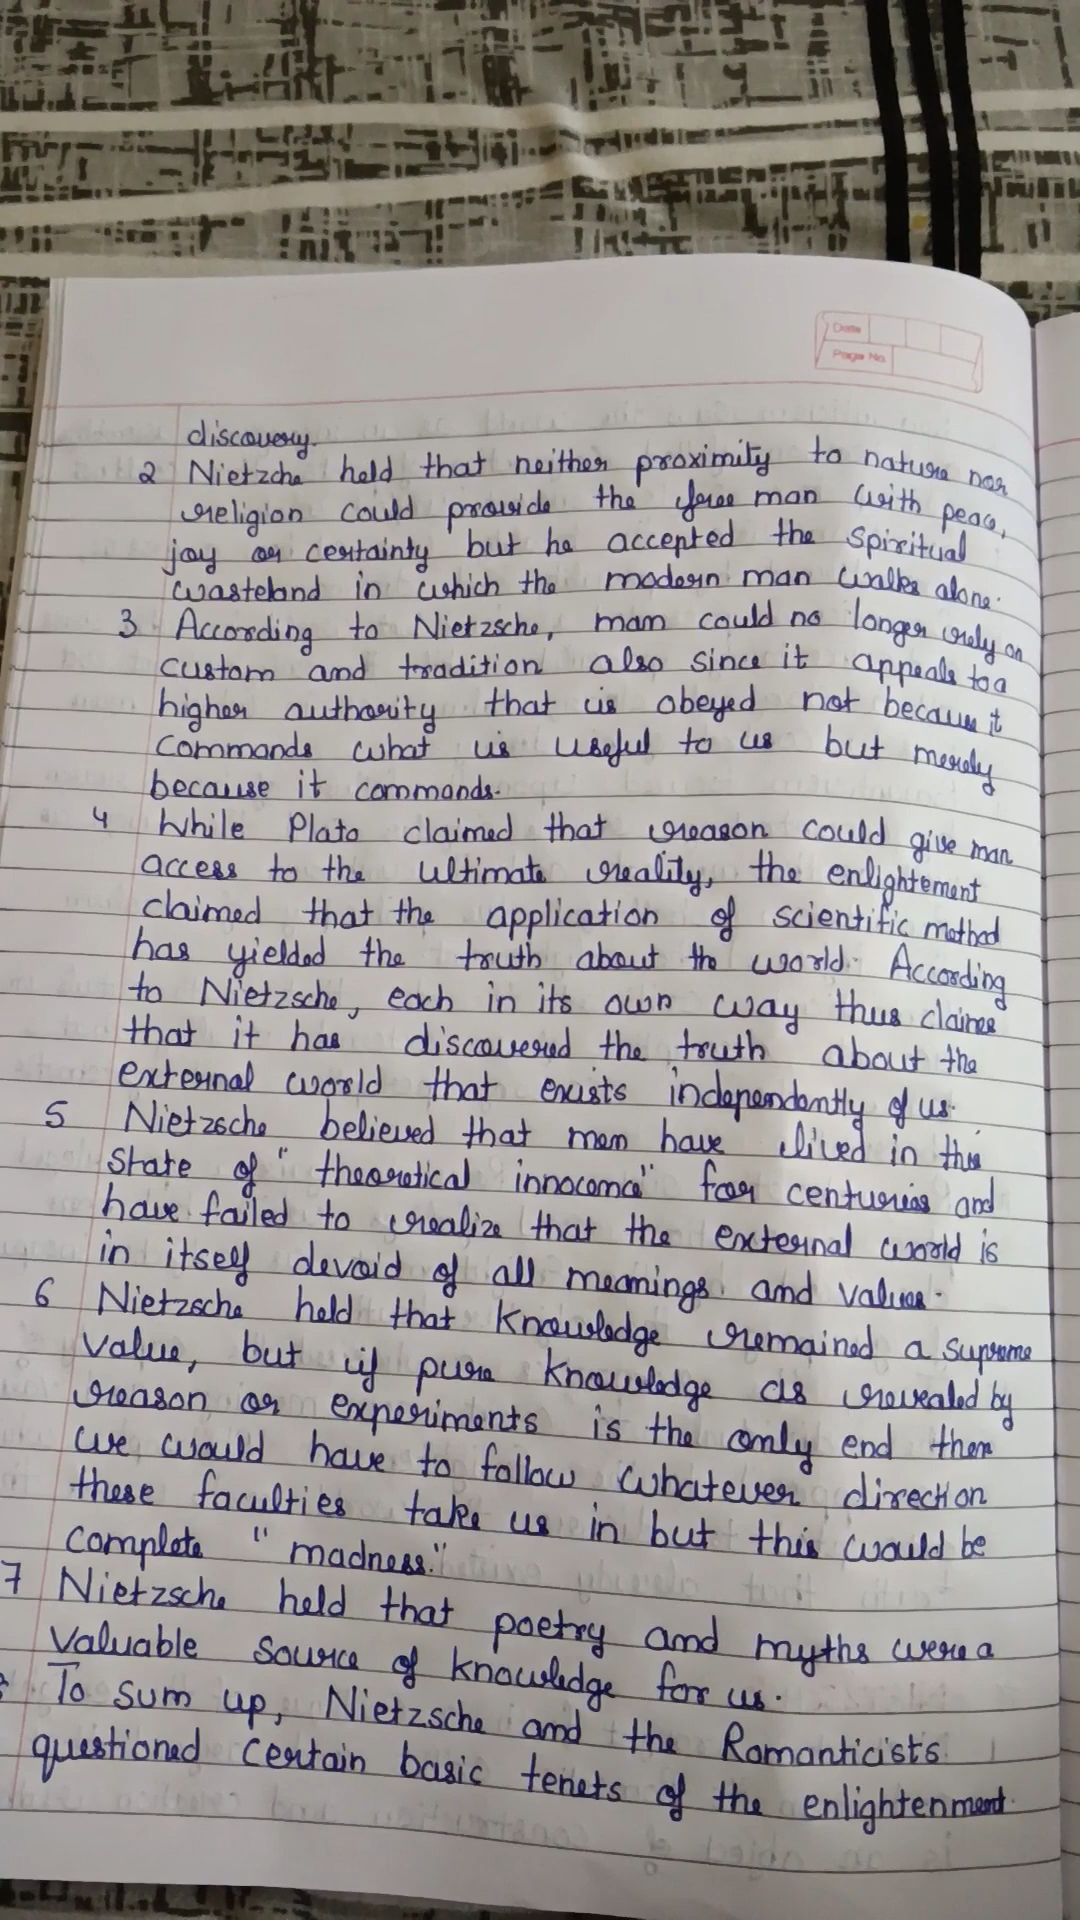 Date
Page No.
discovery.
2 Nietzche held that neither proximity to nature nor
religion could provide the free man with peace,
joy or certainty but he accepted the spiritual
wasteland in which the modern man walks alone.
3 According to Nietzsche, man could no longer rely on
custom and tradition also since it appeals to a
higher authority that is obeyed not because it
commands what is useful to us but merely
because it commands.
4 While Plato claimed that reason could give man
access to the ultimate reality, the enlightement
claimed that the application of scientific method
has yielded the truth about the world. According
to Nietzsche, each in its own way thus claims
that it has discovered the truth about the
external world that exists independently of us.
5 Nietzsche believed that men have lived in this
state of "theoretical innocence" for centuries and
have failed to realize that the external world is
in itself devoid of all meanings and values.
6 Nietzsche held that knowledge remained a supreme
value, but if pure knowledge as revealed by
reason or experiments is the only end then
we would have to follow whatever direction
these faculties take us in but this would be
complete "madness."
7 Nietzsche held that poetry and myths were a
valuable source of knowledge for us.
To sum up, Nietzsche and the Romanticists
questioned certain basic tenets of the enlightenment